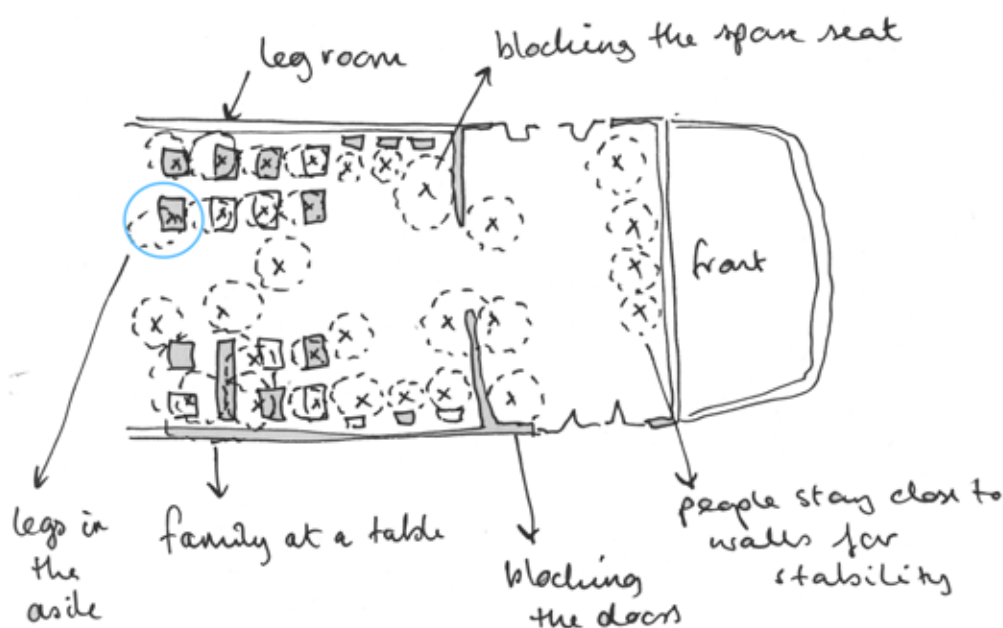 leg room
blocking the spare seat
front
legs in
the
asile
family at a table
blocking
the doors
people stay close to
walls for
stability